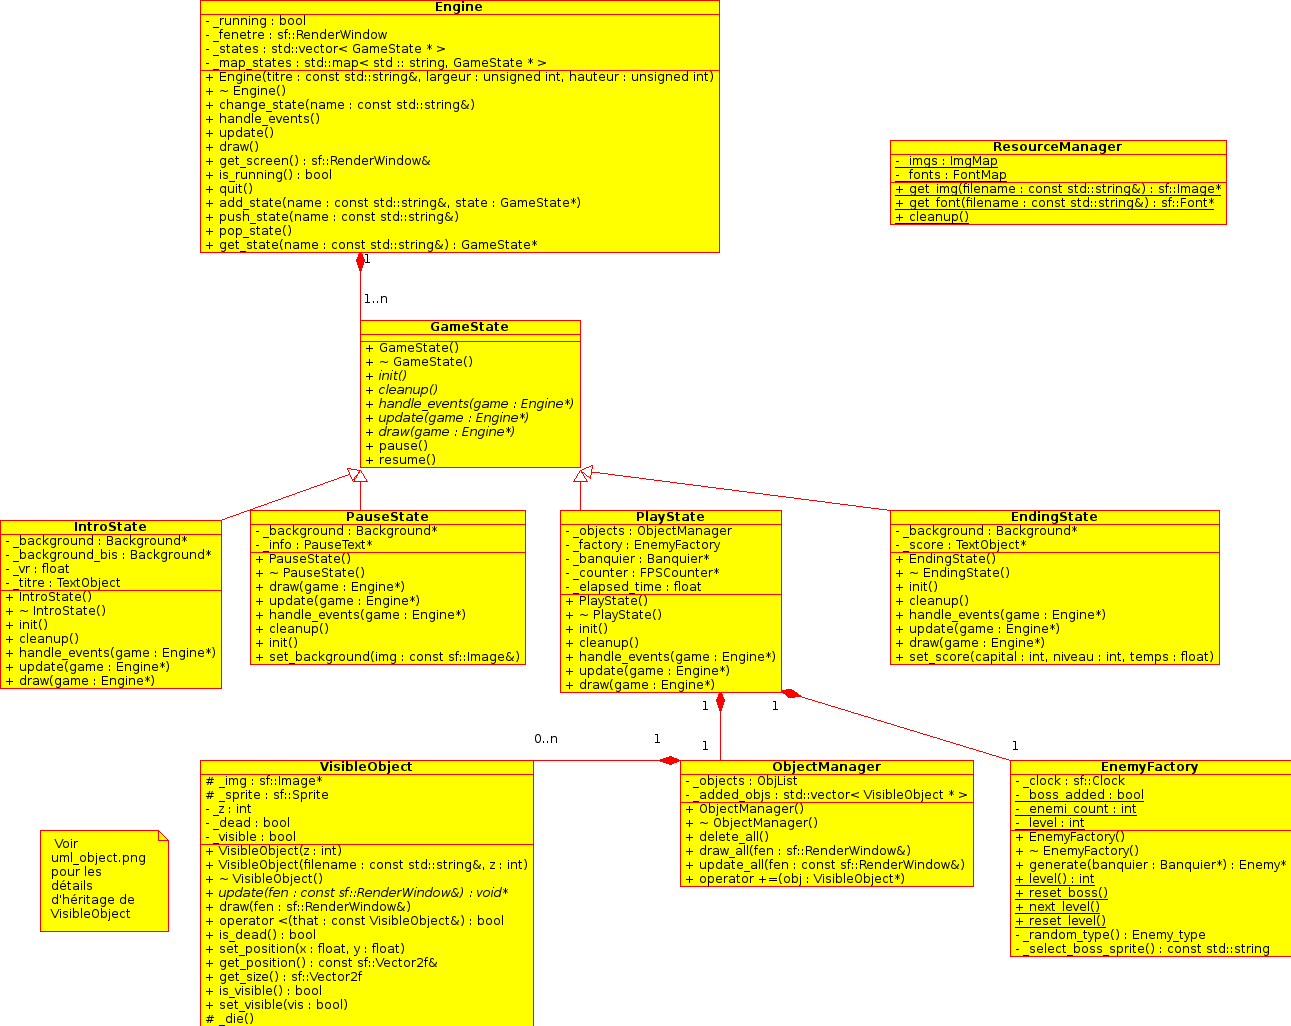 Engine
- _running : bool
- _fenetre : sf::RenderWindow
- _states : std::vector< GameState * >
- _map_states : std::map< std :: string, GameState * >
+ Engine(titre : const std::string&, largeur : unsigned int, hauteur : unsigned int)
+ ~ Engine()
+ change_state(name : const std::string&)
+ handle_events()
+ update()
+ draw()
+ get_screen() : sf::RenderWindow&
+ is_running() : bool
+ quit()
+ add_state(name : const std::string&, state : GameState*)
+ push_state(name : const std::string&)
+ pop_state()
+ get_state(name : const std::string&) : GameState*
ResourceManager
- _imgs : ImgMap
- _fonts : FontMap
+ get_img(filename : const std::string&) : sf::Image*
+ get_font(filename : const std::string&) : sf::Font*
+ cleanup()
1
1..n
GameState
+ GameState()
+ ~ GameState()
+ init()
+ cleanup()
+ handle_events(game : Engine*)
+ update(game : Engine*)
+ draw(game : Engine*)
+ pause()
+ resume()
IntroState
- _background : Background*
- _background_bis : Background*
- _vr : float
- _titre : TextObject
+ IntroState()
+ ~ IntroState()
+ init()
+ cleanup()
+ handle_events(game : Engine*)
+ update(game : Engine*)
+ draw(game : Engine*)
PauseState
- _background : Background*
- _info : PauseText*
+ PauseState()
+ ~ PauseState()
+ draw(game : Engine*)
+ update(game : Engine*)
+ handle_events(game : Engine*)
+ cleanup()
+ init()
+ set_background(img : const sf::Image&)
PlayState
- _objects : ObjectManager
- _factory : EnemyFactory
- _banquier : Banquier*
- _counter : FPSCounter*
- _elapsed_time : float
+ PlayState()
+ ~ PlayState()
+ init()
+ cleanup()
+ handle_events(game : Engine*)
+ update(game : Engine*)
+ draw(game : Engine*)
EndingState
- _background : Background*
- _score : TextObject*
+ EndingState()
+ ~ EndingState()
+ init()
+ cleanup()
+ handle_events(game : Engine*)
+ update(game : Engine*)
+ draw(game : Engine*)
+ set_score(capital : int, niveau : int, temps : float)
1
1
0..n
1
1
1
Voir
uml_object.png
pour les
détails
d'héritage de
VisibleObject
VisibleObject
# _img : sf::Image*
# _sprite : sf::Sprite
- _z : int
- _dead : bool
- _visible : bool
+ VisibleObject(z : int)
+ VisibleObject(filename : const std::string&, z : int)
+ ~ VisibleObject()
+ update(fen : const sf::RenderWindow&) : void*
+ draw(fen : sf::RenderWindow&)
+ operator <(that : const VisibleObject&) : bool
+ is_dead() : bool
+ set_position(x : float, y : float)
+ get_position() : const sf::Vector2f&
+ get_size() : sf::Vector2f
+ is_visible() : bool
+ set_visible(vis : bool)
# _die()
ObjectManager
- _objects : ObjList
- _added_objs : std::vector< VisibleObject * >
+ ObjectManager()
+ ~ ObjectManager()
+ delete_all()
+ draw_all(fen : sf::RenderWindow&)
+ update_all(fen : const sf::RenderWindow&)
+ operator +=(obj : VisibleObject*)
EnemyFactory
- _clock : sf::Clock
- _boss_added : bool
- _enemi_count : int
- _level : int
+ EnemyFactory()
+ ~ EnemyFactory()
+ generate(banquier : Banquier*) : Enemy*
+ level() : int
+ reset_boss()
+ next_level()
+ reset_level()
- _random_type() : Enemy_type
- _select_boss_sprite() : const std::string